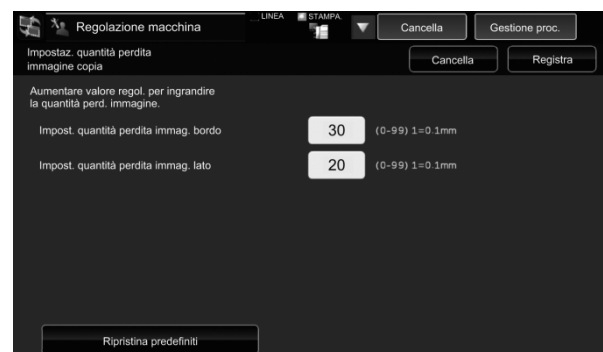 Regolazione macchina
LINEA
STAMPA.
Cancella
Gestione proc.
Impostaz. quantità perdita
immagine copia
Cancella
Registra
Aumentare valore regol. per ingrandire
la quantità perd. immagine.
Impost. quantità perdita immag. bordo
30
(0-99) 1=0.1mm
Impost. quantità perdita immag. lato
20
(0-99) 1=0.1mm
Ripristina predefiniti